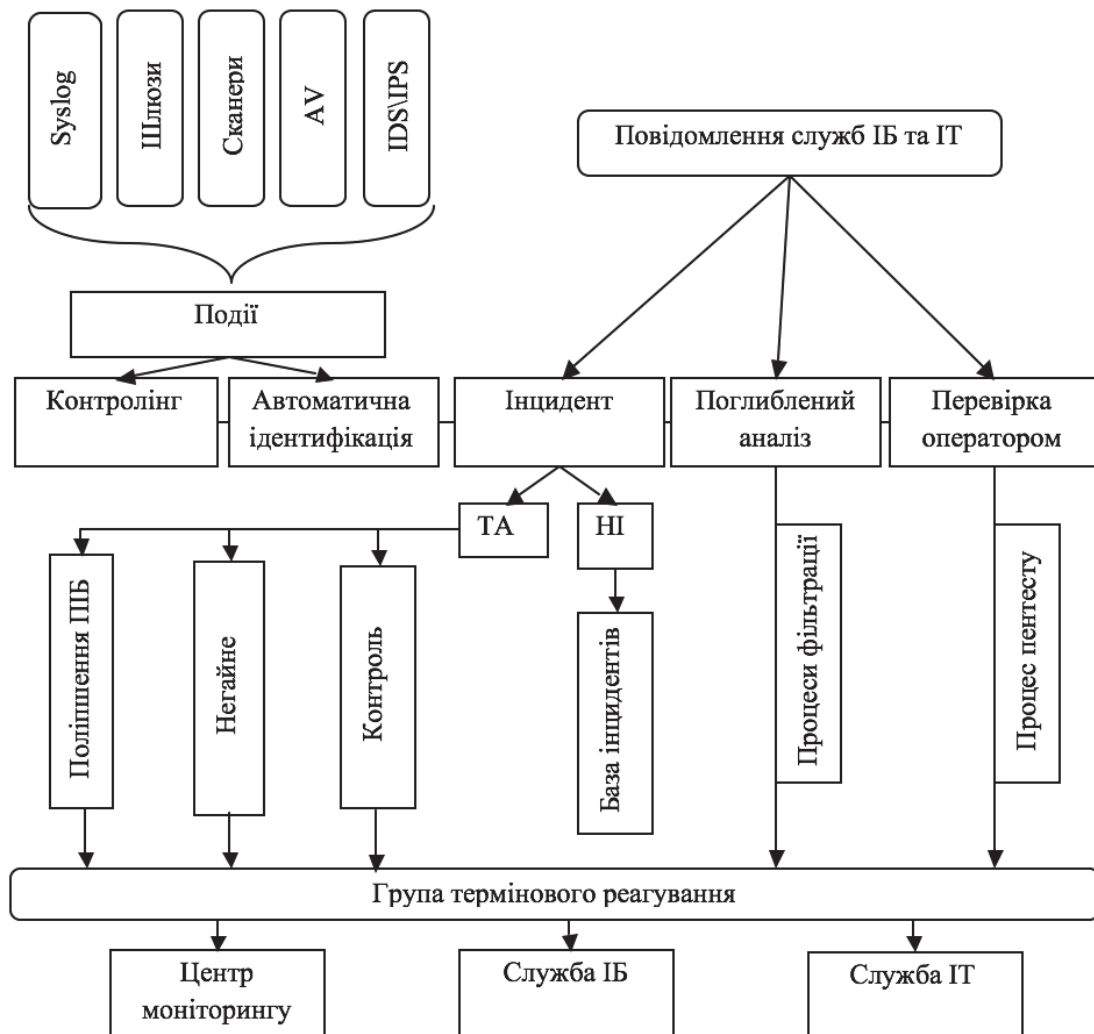 Syslog
Шлюзи
Сканери
AV
IDS\IPS
Повідомлення служб ІБ та ІТ
Події
Контролінг
Автоматична
ідентифікація
Інцидент
Поглиблений
аналіз
Перевірка
оператором
ТА
НІ
Поліпшення ПІБ
Негайне
Контроль
База інцидентів
Процеси фільтрації
Процес пентесту
Група термінового реагування
Центр
моніторингу
Служба ІБ
Служба ІТ